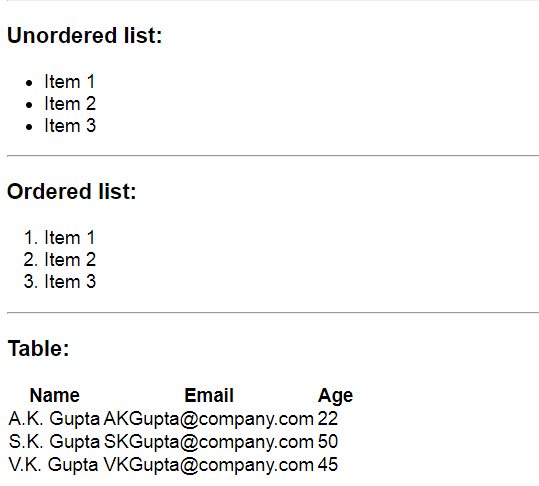 Unordered list:
• Item 1
• Item 2
• Item 3
Ordered list:
1. Item 1
2. Item 2
3. Item 3
Table:
Name Email Age
A.K. Gupta AKGupta@company.com 22
S.K. Gupta SKGupta@company.com 50
V.K. Gupta VKGupta@company.com 45